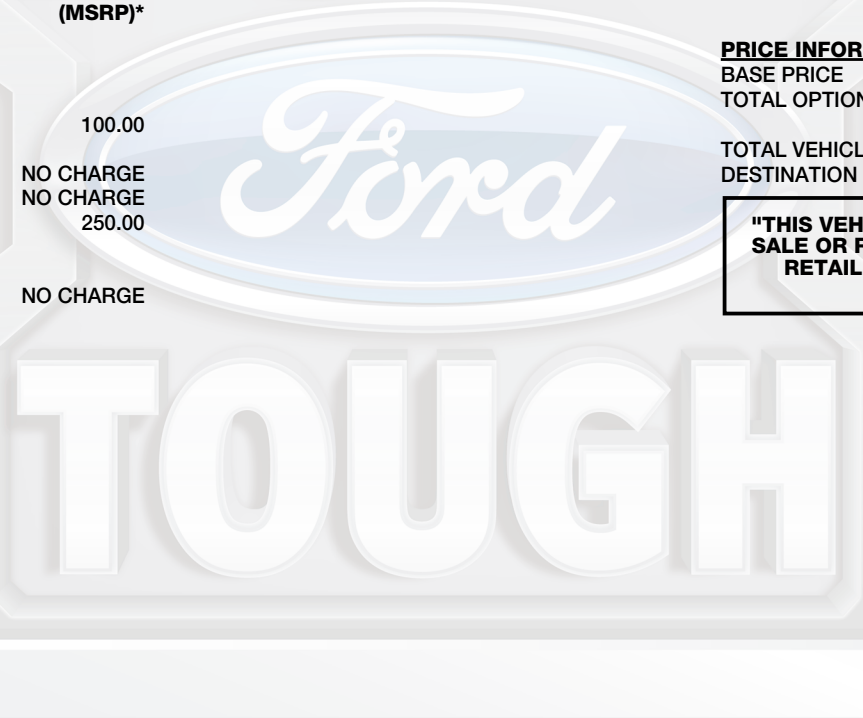 (MSRP)*
100.00
NO CHARGE
NO CHARGE
250.00
NO CHARGE
Ford
TOUGH
PRICE INFOR
BASE PRICE
TOTAL OPTION
TOTAL VEHICL
DESTINATION
"THIS VEH
SALE OR F
RETAIL